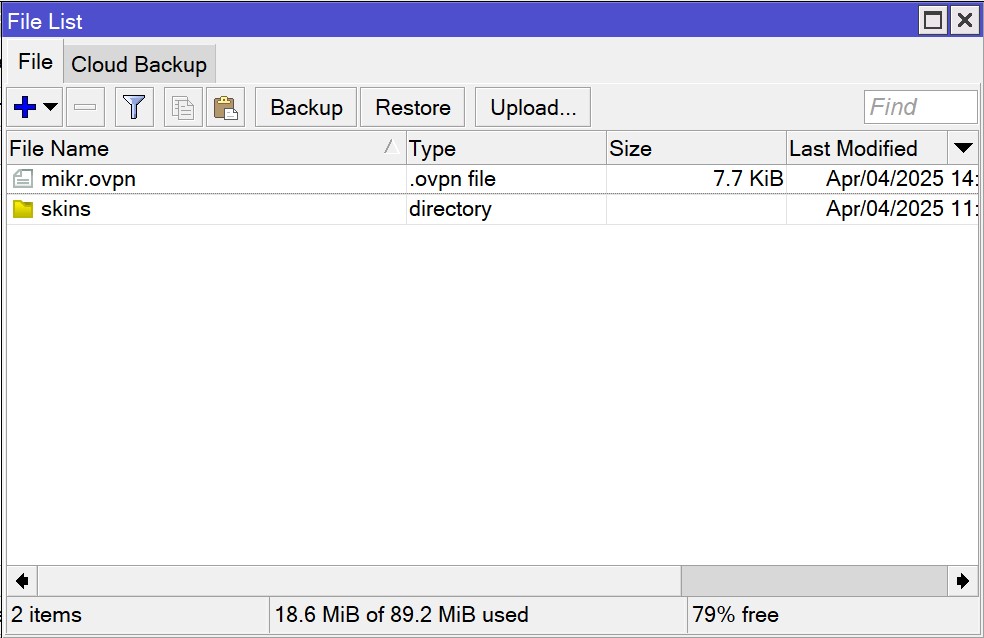 File List
File Cloud Backup
Backup Restore Upload... Find
File Name Type Size Last Modified
mikr.ovpn .ovpn file 7.7 KiB Apr/04/2025 14:
skins directory Apr/04/2025 11:
2 items 18.6 MiB of 89.2 MiB used 79% free